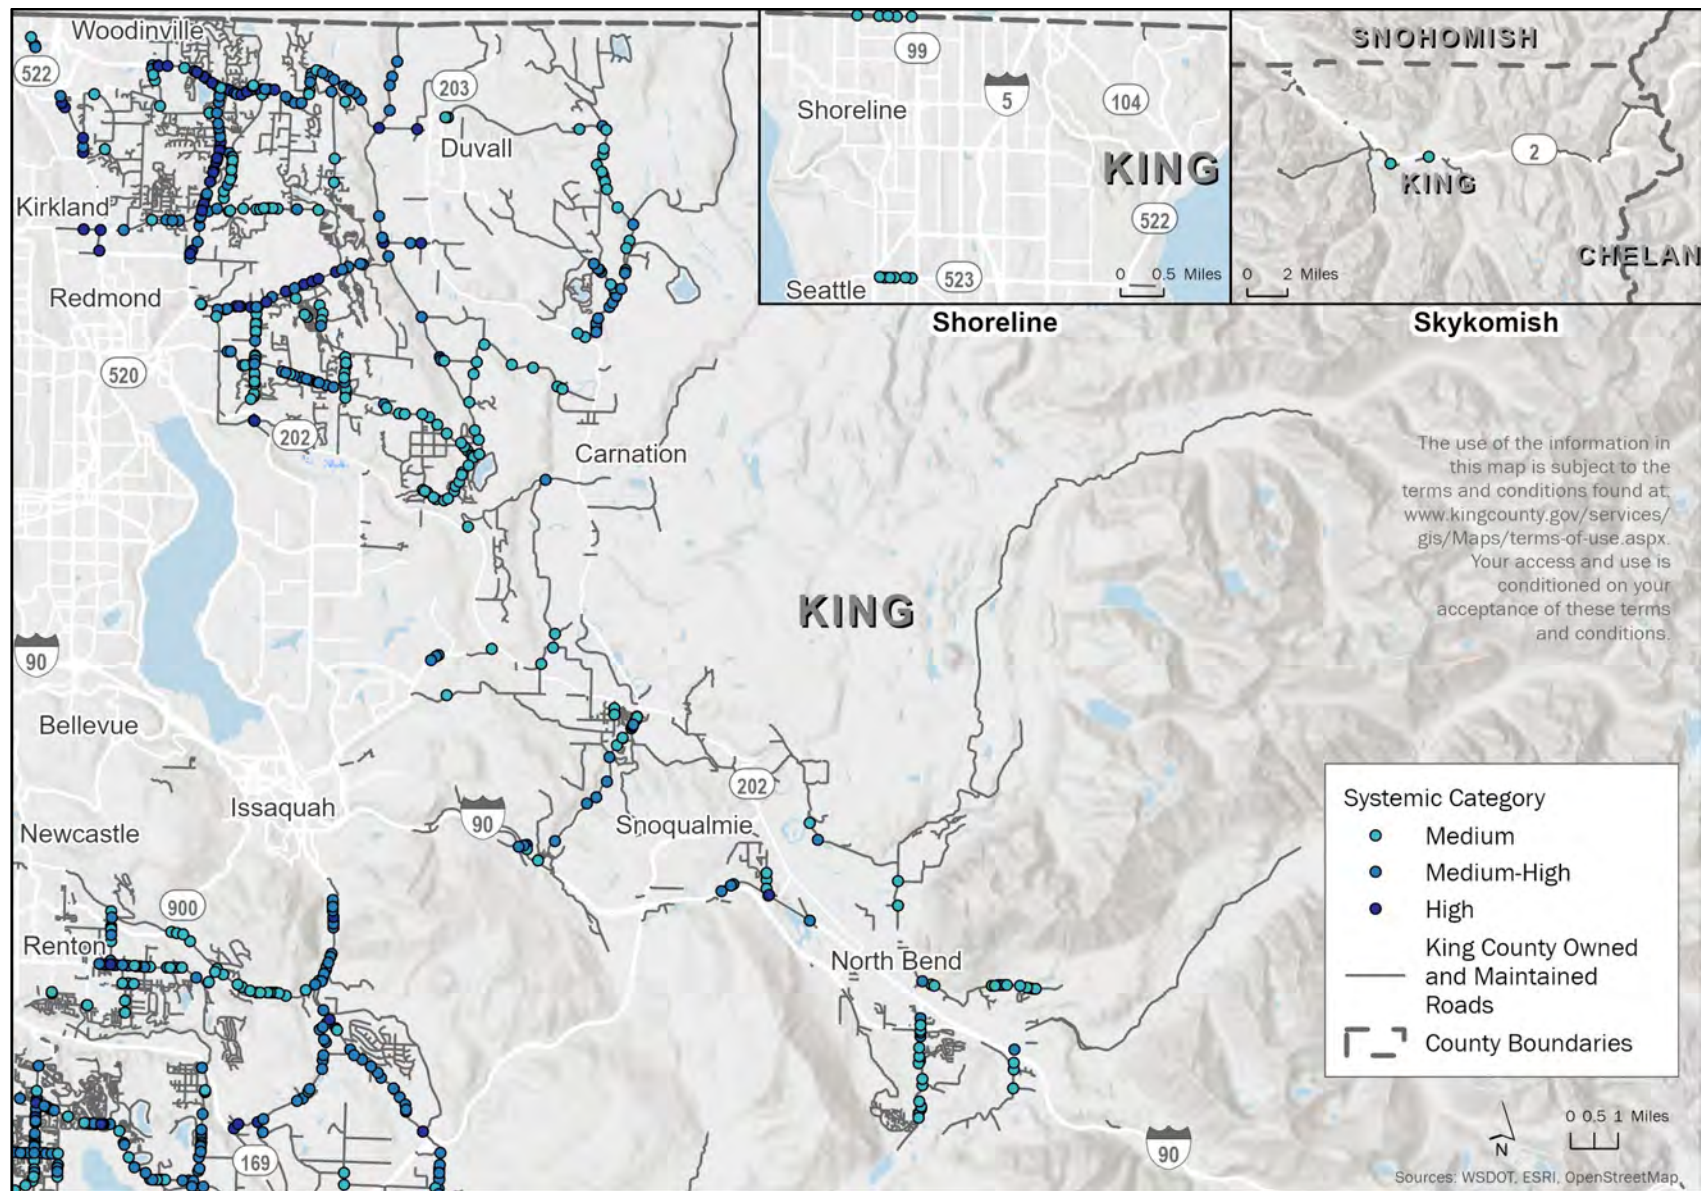 Woodinville
522
203
Duvall
Kirkland
Redmond
520
202
Carnation
KING
90
Bellevue
Issaquah
202
90
Snoqualmie
Newcastle
900
Renton
North Bend
169
90
99
5
104
Shoreline
KING
522
523
Seattle
0 0.5 Miles
Shoreline
SNOHOMISH
2
KING
CHELAN
0 2 Miles
Skykomish
The use of the information in
this map is subject to the
terms and conditions found at:
www.kingcounty.gov/services/
gis/Maps/terms-of-use.aspx.
Your access and use is
conditioned on your
acceptance of these terms
and conditions.
Systemic Category
Medium
Medium-High
High
King County Owned
and Maintained
Roads
County Boundaries
N
0 0.5 1 Miles
Sources: WSDOT, ESRI, OpenStreetMap